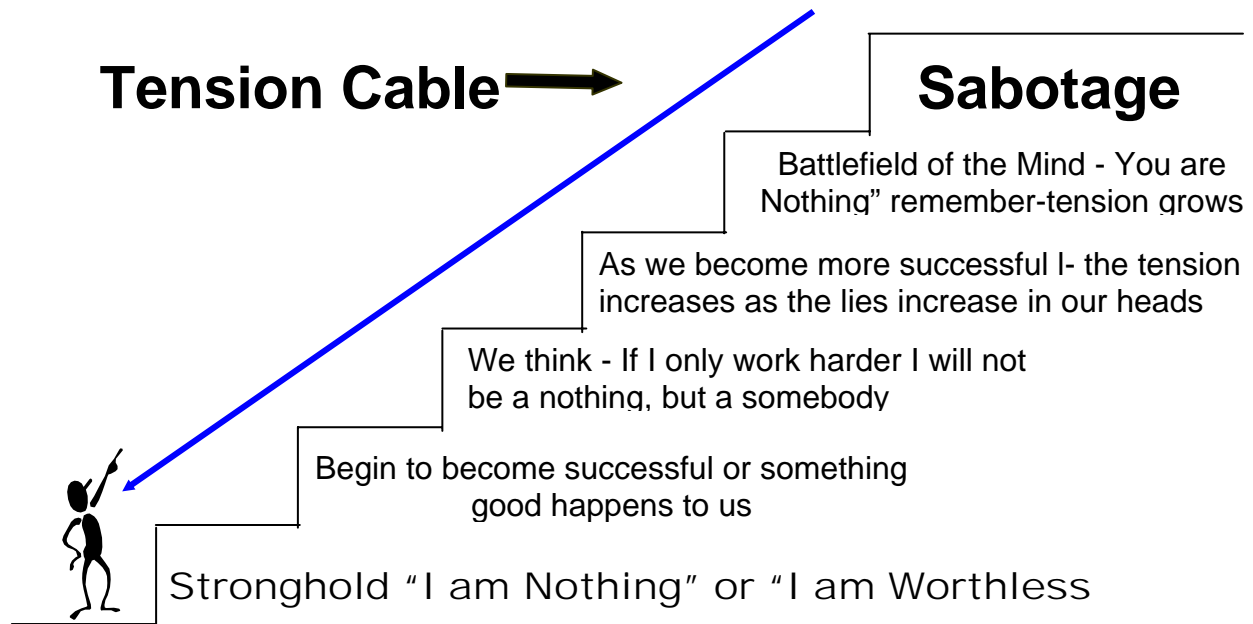 Tension Cable
Sabotage
Battlefield of the Mind - You are
Nothing” remember-tension grows
As we become more successful l- the tension
increases as the lies increase in our heads
We think - If I only work harder I will not
be a nothing, but a somebody
Begin to become successful or something
good happens to us
Stronghold “I am Nothing” or “I am Worthless